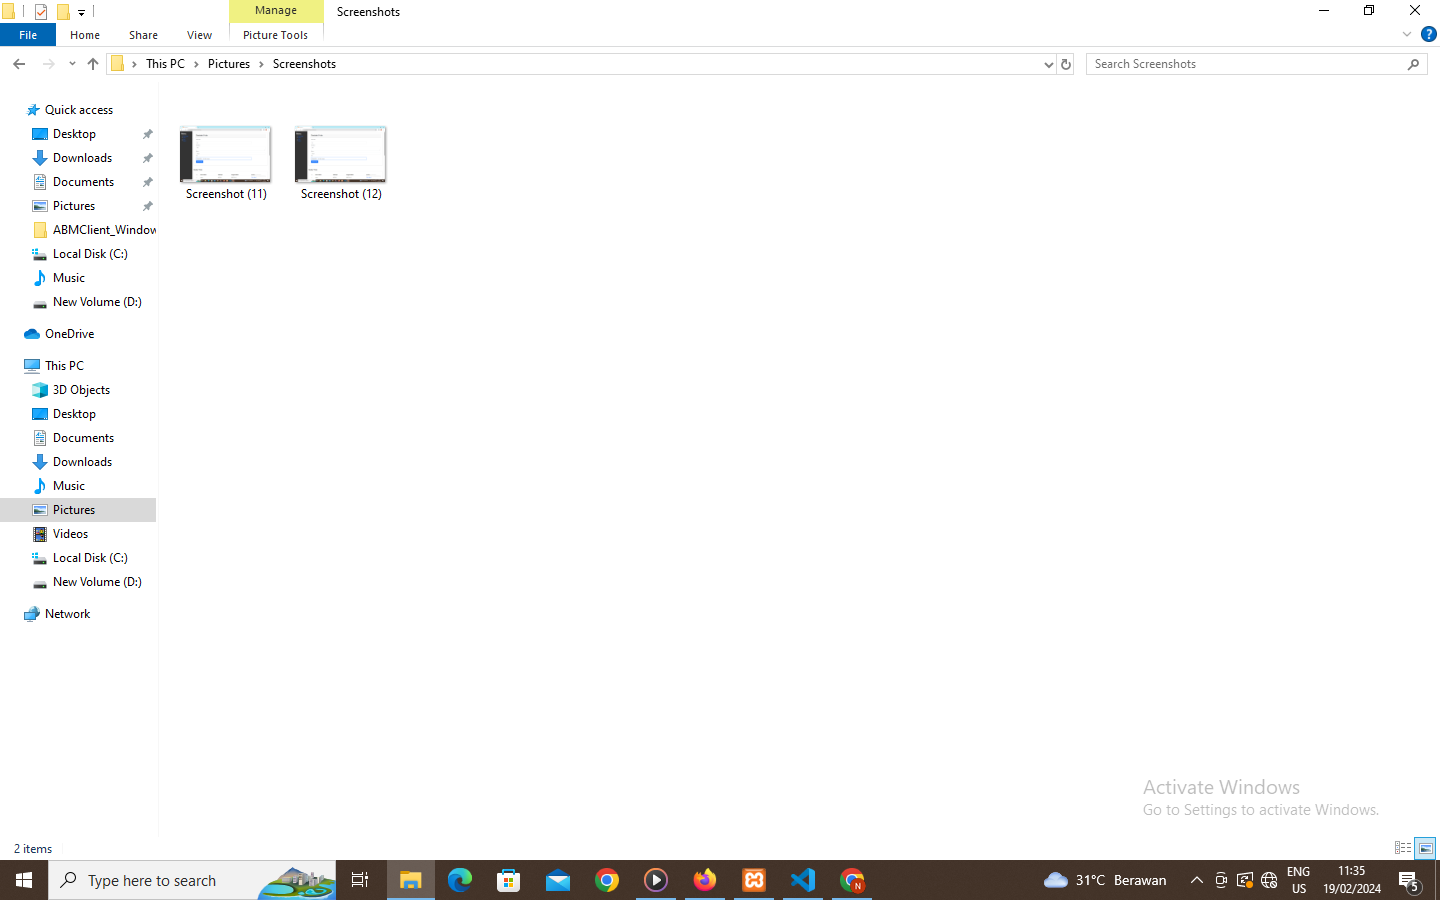 Manage
Screenshots
File
Home
Share
View
Picture Tools
This PC
Pictures
Screenshots
Search Screenshots
Quick access
Desktop
Downloads
Documents
Pictures
ABMClient_Window
Local Disk (C:)
Music
New Volume (D:)
OneDrive
This PC
3D Objects
Desktop
Documents
Downloads
Music
Pictures
Videos
Local Disk (C:)
New Volume (D:)
Network
Screenshot (11)
Screenshot (12)
Activate Windows
Go to Settings to activate Windows.
2 items
Type here to search
N
31°C Berawan
ENG
US
11:35
19/02/2024
5